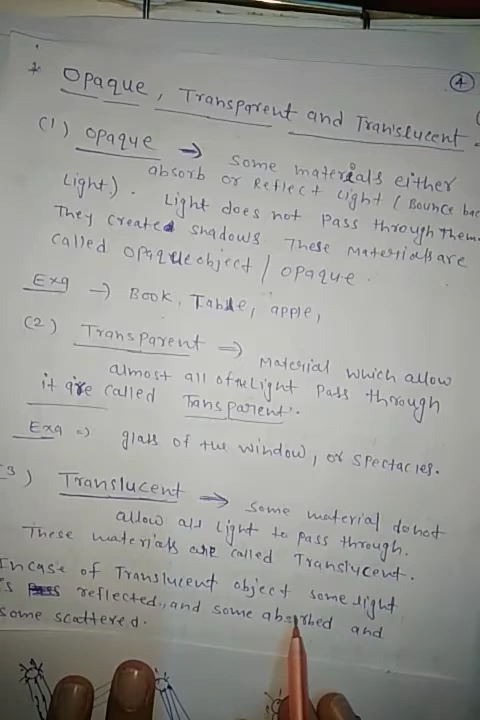 4
* Opaque, Transparent and Translucent
(1) opaque → some materials either
absorb or Reflect Light (Bounce bac
Light). Light does not pass through them.
They created shadows. These materials are
called opaque object / opaque.
Exa → Book, Table, apple,
(2) Transparent ⇒ Material which allow
almost all of the Light pass through
it are called Tansparent.
Exa ⇒ glass of the window, or spectacles.
3) Translucent → some material do not
allow all Light to pass through.
These materials are called Translucent.
Incase of Translucent object some light
is reflected, and some absorbed and
some scattered.